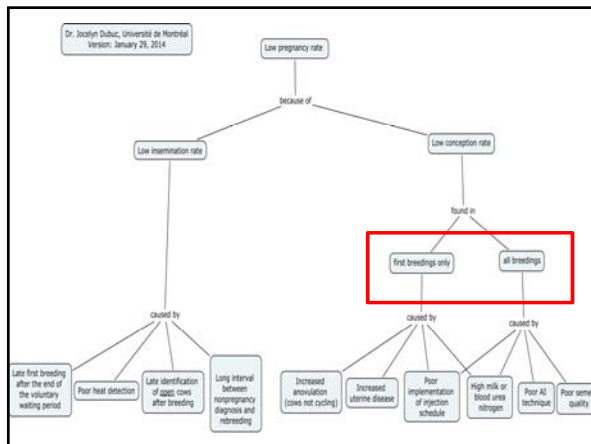 Dr. Jocelyn Dubuc, Université de Montréal
Version: January 29, 2014
Low pregnancy rate
because of
Low insemination rate
Low conception rate
found in
first breedings only
all breedings
caused by
caused by
caused by
Late first breeding
after the end of
the voluntary
waiting period
Poor heat detection
Late identification
of open cows
after breeding
Long interval
between
nonpregnancy
diagnosis and
rebreeding
Increased
anovulation
(cows not cycling)
Increased
uterine disease
Poor
implementation
of injection
schedule
High milk or
blood urea
nitrogen
Poor AI
technique
Poor semen
quality